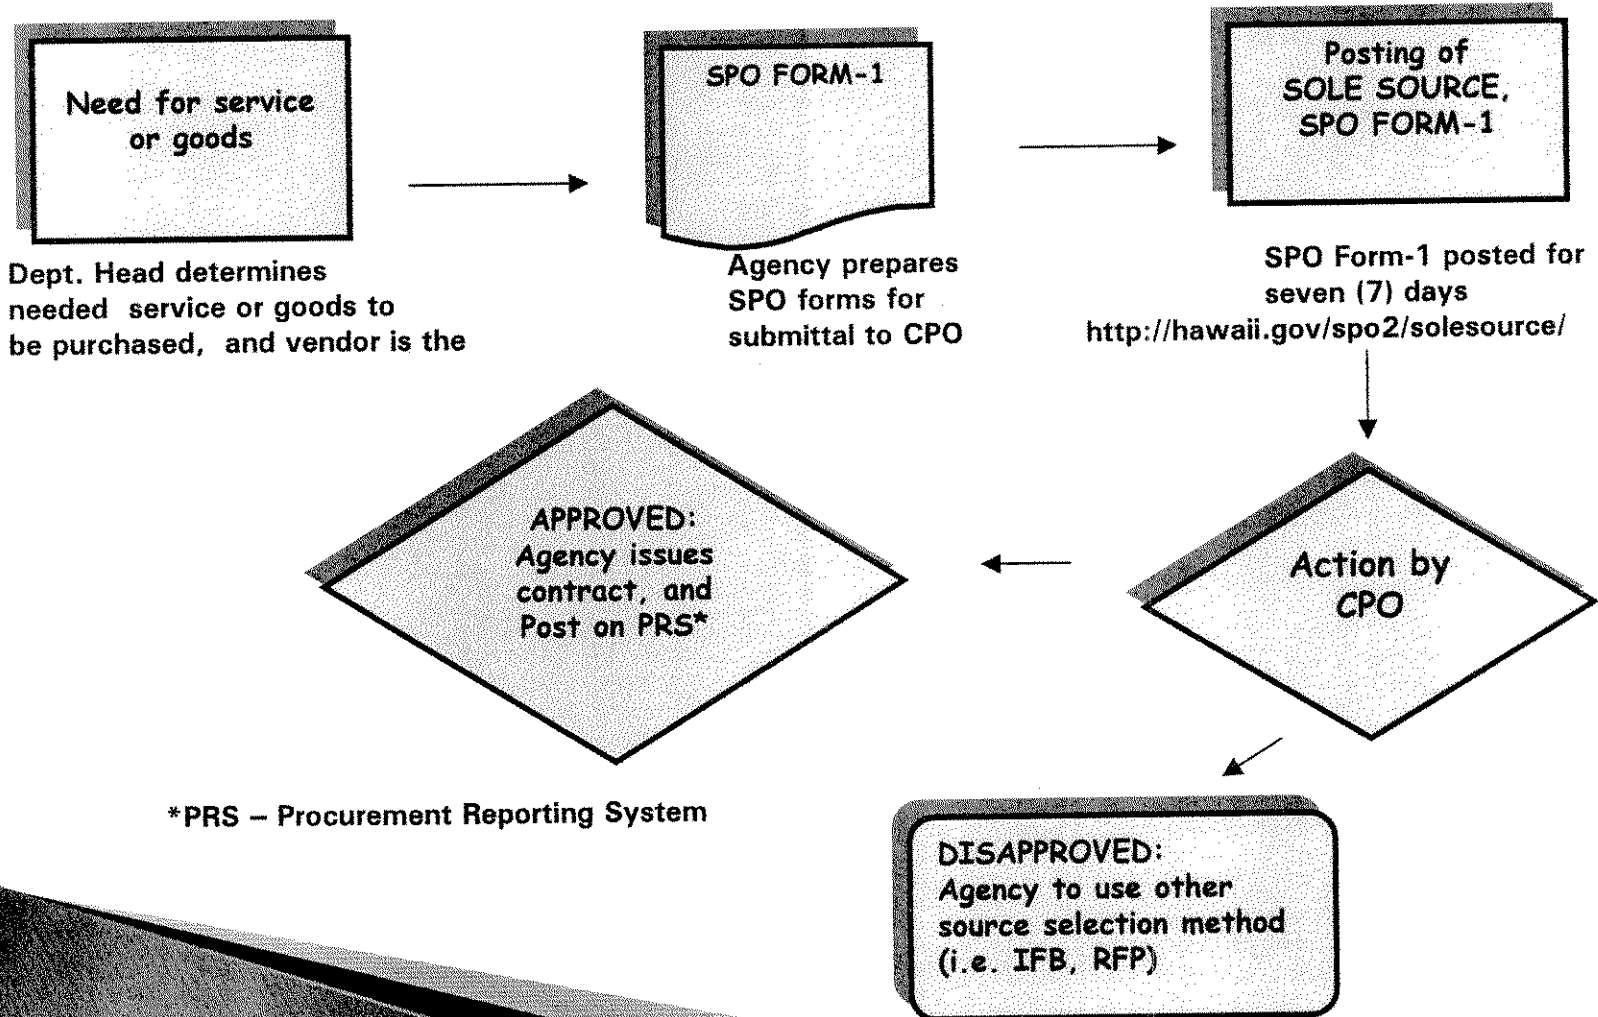 Need for service
or goods
Dept. Head determines
needed service or goods to
be purchased, and vendor is the
SPO FORM-1
Agency prepares
SPO forms for
submittal to CPO
Posting of
SOLE SOURCE,
SPO FORM-1
SPO Form-1 posted for
seven (7) days
http://hawaii.gov/spo2/solesource/
Action by
CPO
APPROVED:
Agency issues
contract, and
Post on PRS*
DISAPPROVED:
Agency to use other
source selection method
(i.e. IFB, RFP)
*PRS – Procurement Reporting System